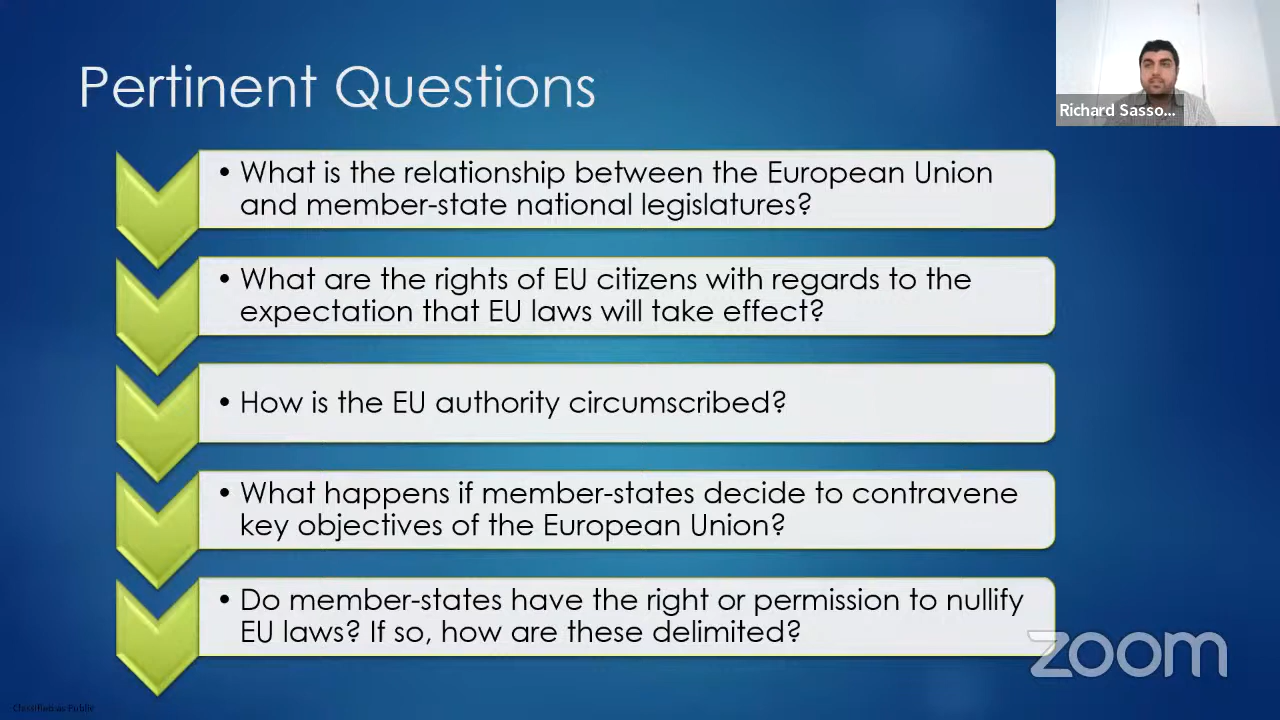 Pertinent Questions
Richard Sasso...
• What is the relationship between the European Union
and member-state national legislatures?
• What are the rights of EU citizens with regards to the
expectation that EU laws will take effect?
• How is the EU authority circumscribed?
• What happens if member-states decide to contravene
key objectives of the European Union?
• Do member-states have the right or permission to nullify
EU laws? If so, how are these delimited?
zoom
Classified as Public